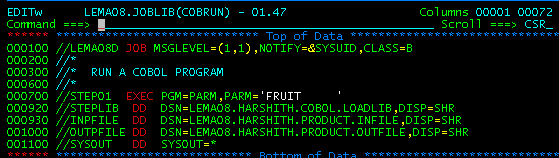 EDITw     LEMA08.JOBLIB(COBRUN) - 01.47                   Columns 00001 00072
Command ===>                                                  Scroll ===> CSR
****** ***************************** Top of Data ******************************
000100 //LEMA08D JOB MSGLEVEL=(1,1),NOTIFY=&SYSUID,CLASS=B
000200 //*
000300 //*  RUN A COBOL PROGRAM
000600 //*
000700 //STEP01   EXEC PGM=PARM,PARM='FRUIT     '
000920 //STEPLIB  DD  DSN=LEMA08.HARSHITH.COBOL.LOADLIB,DISP=SHR
000930 //INPFILE  DD  DSN=LEMA08.HARSHITH.PRODUCT.INFILE,DISP=SHR
001000 //OUTPFILE DD  DSN=LEMA08.HARSHITH.PRODUCT.OUTFILE,DISP=SHR
001100 //SYSOUT   DD  SYSOUT=*
****** **************************** Bottom of Data ****************************